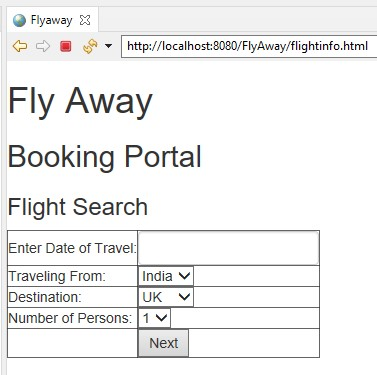 Flyaway
http://localhost:8080/FlyAway/flightinfo.html
Fly Away
Booking Portal
Flight Search
Enter Date of Travel:
Traveling From: India
Destination: UK
Number of Persons: 1
Next